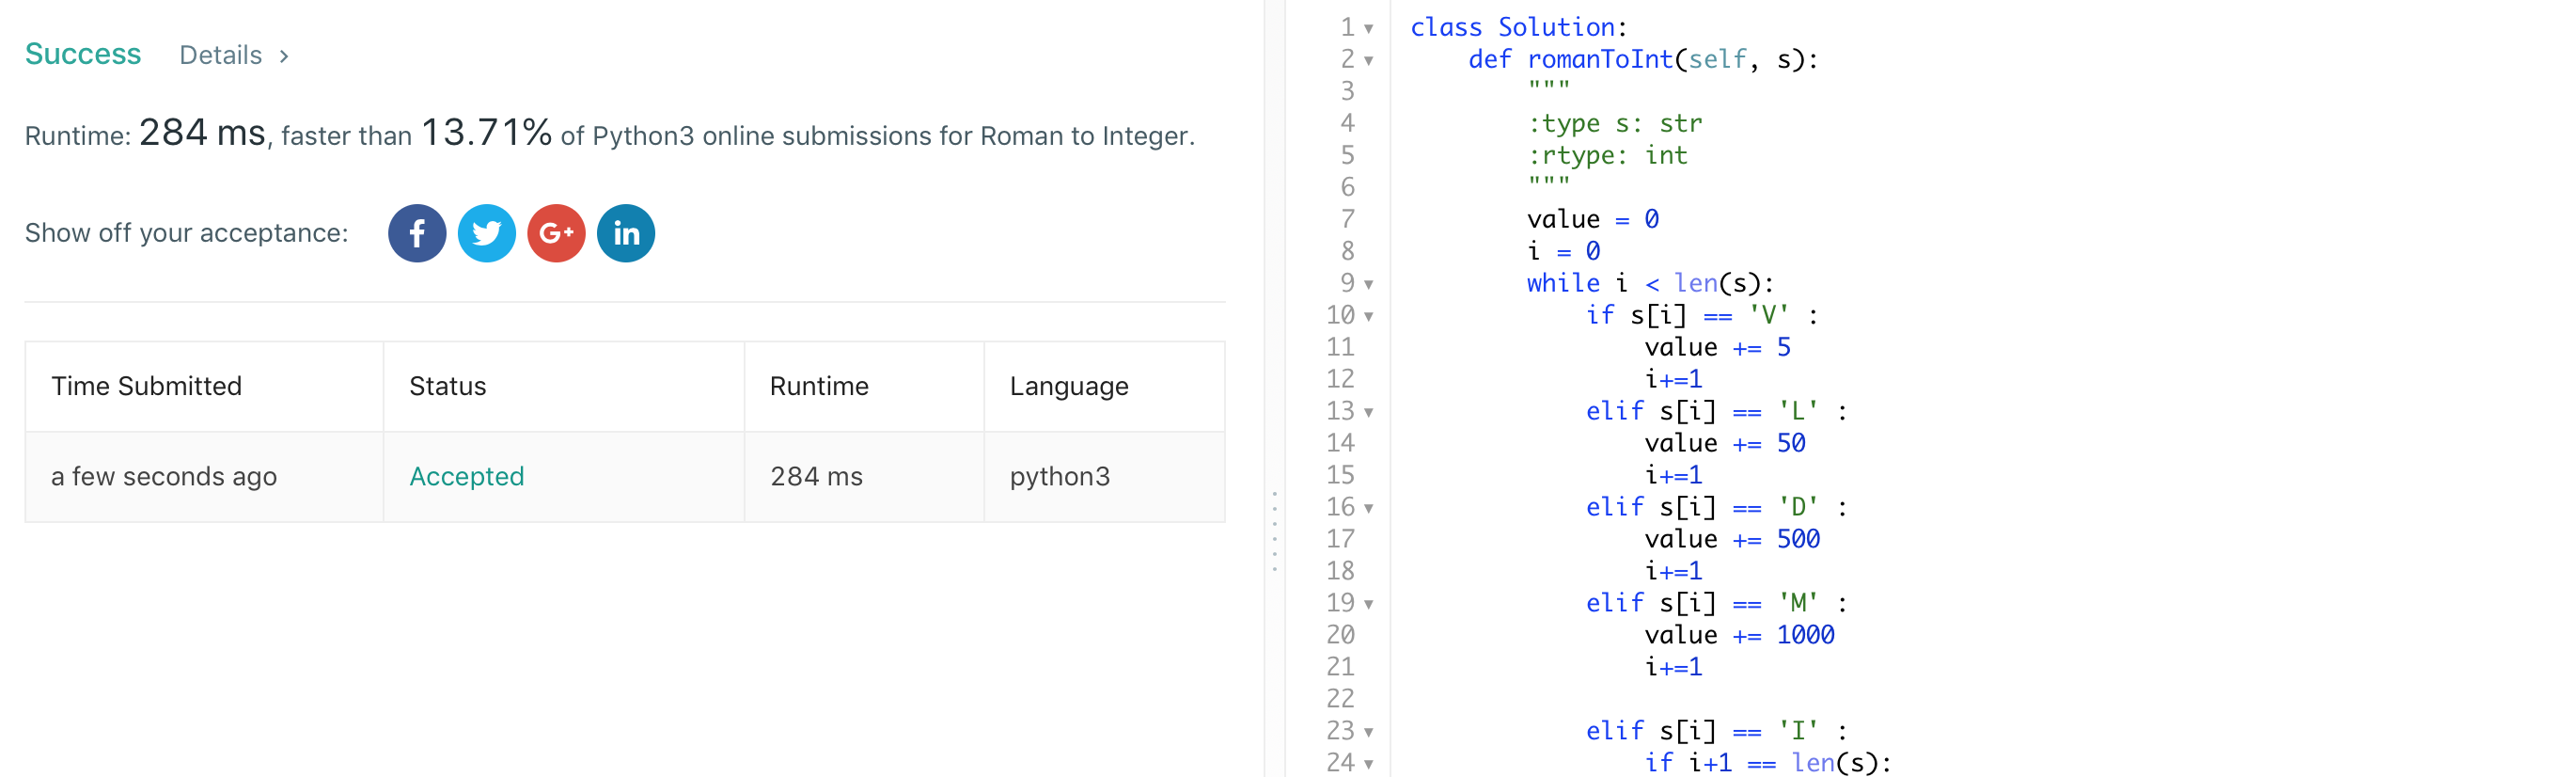 Success Details >
Runtime: 284 ms, faster than 13.71% of Python3 online submissions for Roman to Integer.
Show off your acceptance: f G+ in
Time Submitted Status Runtime Language
a few seconds ago Accepted 284 ms python3
1 class Solution:
2     def romanToInt(self, s):
3         """
4         :type s: str
5         :rtype: int
6         """
7         value = 0
8         i = 0
9         while i < len(s):
10             if s[i] == 'V' :
11                 value += 5
12                 i+=1
13             elif s[i] == 'L' :
14                 value += 50
15                 i+=1
16             elif s[i] == 'D' :
17                 value += 500
18                 i+=1
19             elif s[i] == 'M' :
20                 value += 1000
21                 i+=1
22
23             elif s[i] == 'I' :
24                 if i+1 == len(s):